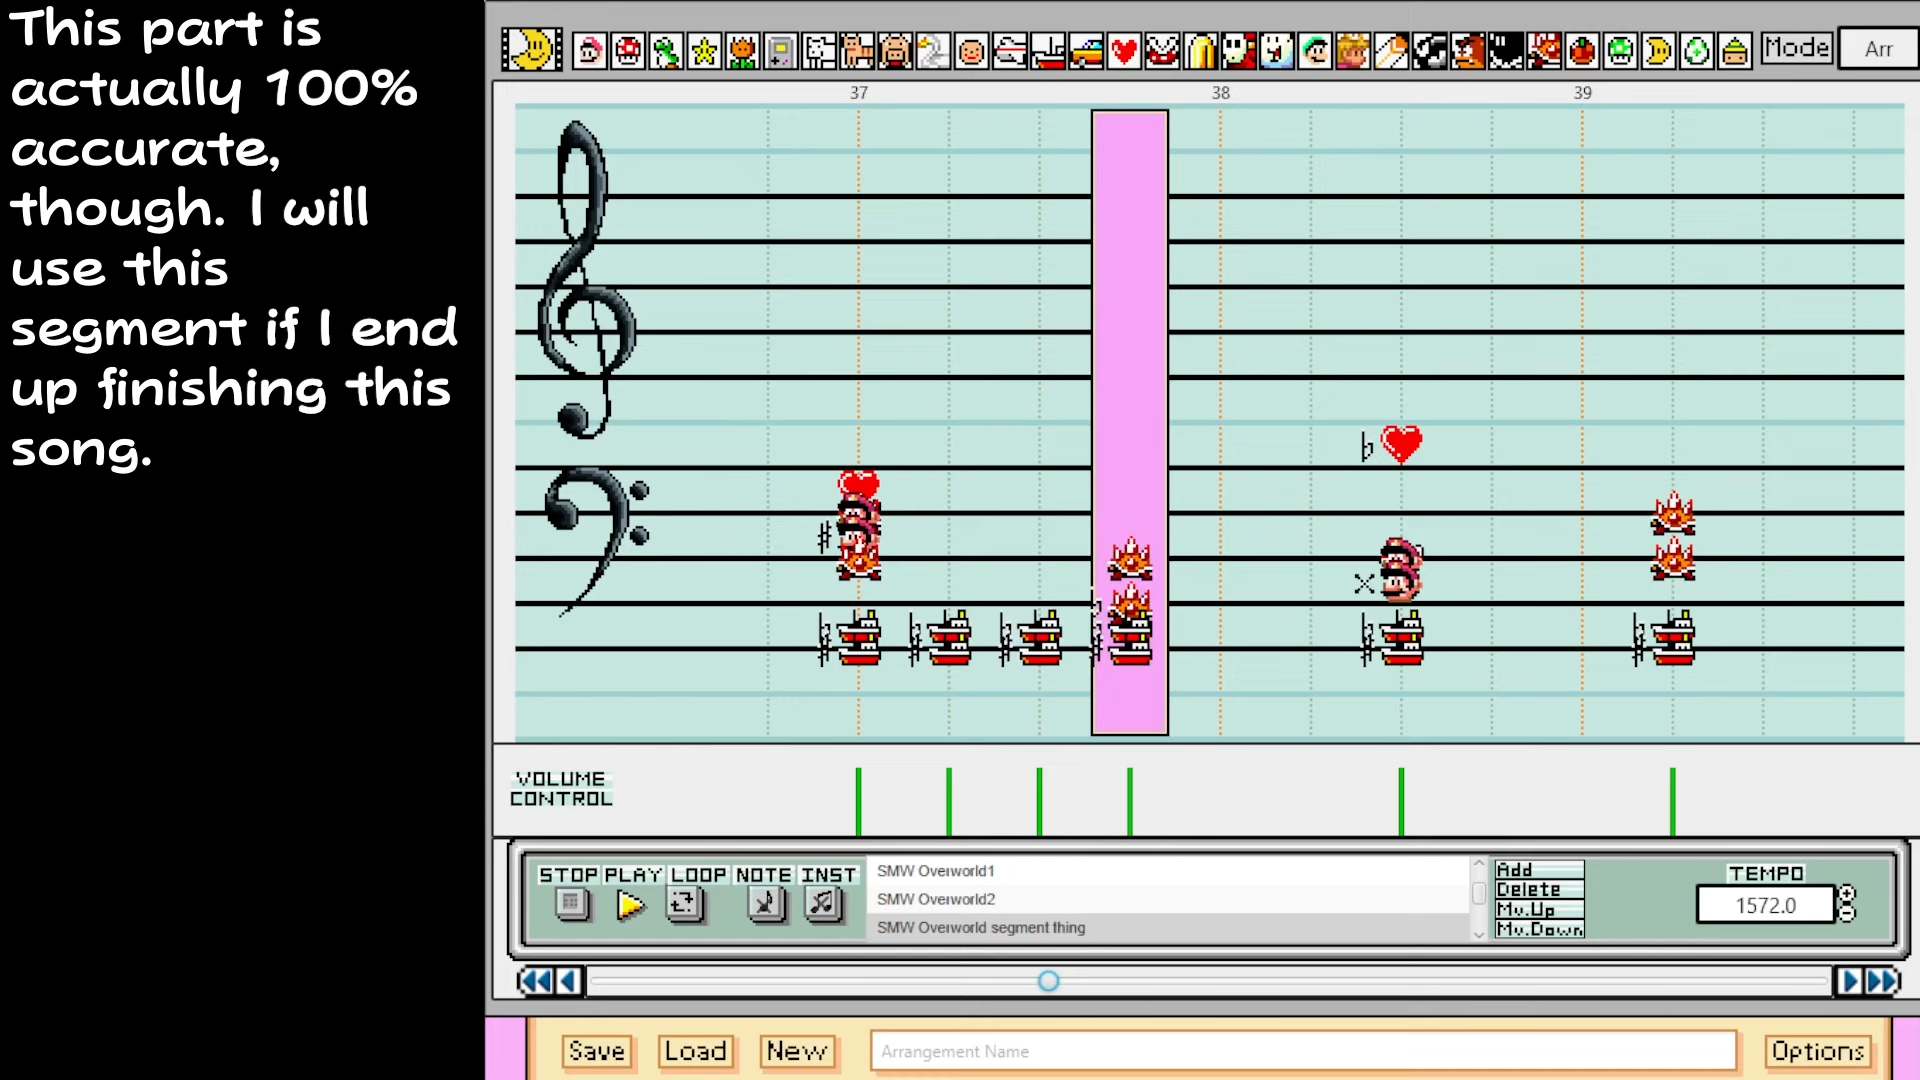 This part is
actually 100%
accurate,
though. I will
use this
segment if I end
up finishing this
song.
Mode
Arr
37 38 39
VOLUME
CONTROL
STOP PLAY LOOP NOTE INST
SMW Overworld1
SMW Overworld2
SMW Overworld segment thing
Add
Delete
Mv.Up
Mv.Down
TEMPO
1572.0
Save Load New Arrangement Name Options